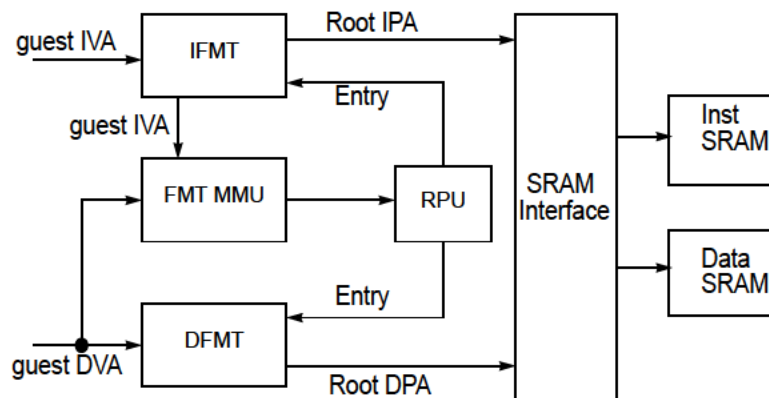 Root IPA
guest IVA
IFMT
Entry
guest IVA
Inst
SRAM
FMT MMU
RPU
SRAM
Interface
Data
SRAM
Entry
DFMT
guest DVA
Root DPA